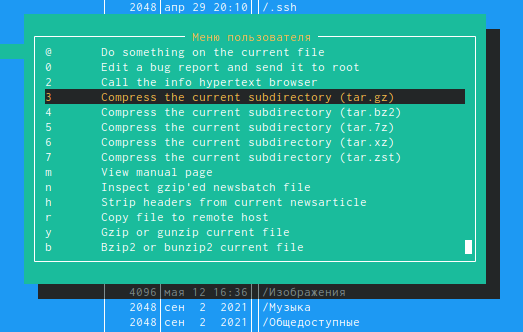 2048 апр 29 20:10 /.ssh
Меню пользователя
@ Do something on the current file
0 Edit a bug report and send it to root
2 Call the info hypertext browser
3 Compress the current subdirectory (tar.gz)
4 Compress the current subdirectory (tar.bz2)
5 Compress the current subdirectory (tar.7z)
6 Compress the current subdirectory (tar.xz)
7 Compress the current subdirectory (tar.zst)
m View manual page
n Inspect gzip'ed newsbatch file
h Strip headers from current newsarticle
r Copy file to remote host
y Gzip or gunzip current file
b Bzip2 or bunzip2 current file
4096 мая 12 16:36 /Изображения
2048 сен 2 2021 /Музыка
2048 сен 2 2021 /Общедоступные